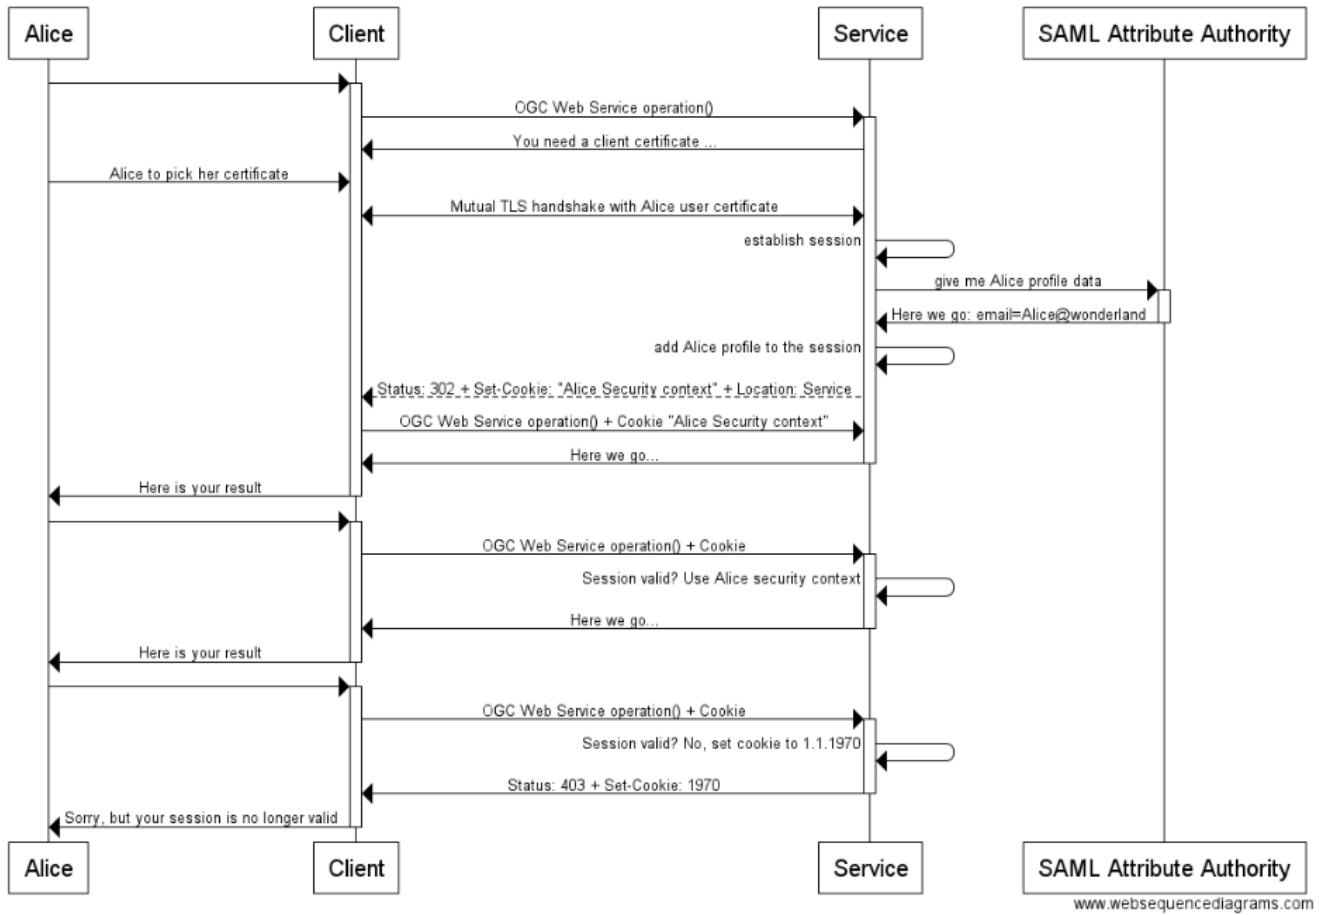 Alice
Client
Service
SAML Attribute Authority
OGC Web Service operation()
You need a client certificate ...
Alice to pick her certificate
Mutual TLS handshake with Alice user certificate
establish session
give me Alice profile data
Here we go: email=Alice@wonderland
add Alice profile to the session
Status: 302 + Set-Cookie: "Alice Security context" + Location: Service
OGC Web Service operation() + Cookie "Alice Security context"
Here we go...
Here is your result
OGC Web Service operation() + Cookie
Session valid? Use Alice security context
Here we go...
Here is your result
OGC Web Service operation() + Cookie
Session valid? No, set cookie to 1.1.1970
Status: 403 + Set-Cookie: 1970
Sorry, but your session is no longer valid
Alice
Client
Service
SAML Attribute Authority
www.websequencediagrams.com